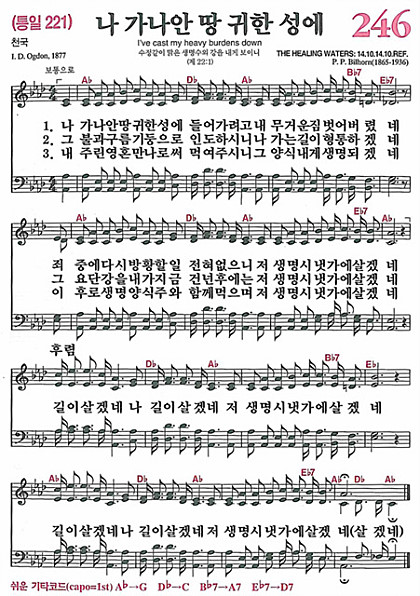 (통일 221) 나 가나안 땅 귀한 성에 246
천국 I've cast my heavy burdens down
I. D. Ogdon, 1877 수정같이 맑은 생명수의 강을 내게 보이니 THE HEALING WATERS: 14.10.14.10.REF.
보통으로 (계 22:1) P. P. Bilhorn(1865-1936)
A♭ D♭ A♭ B♭7 E♭7
1. 나 가나안땅귀한성에 들어가려고내 무거운짐벗어버 렸 네
2. 그 불과구름기둥으로 인도하시니나 가는길이형통하 겠 네
3. 내 주린영혼만나로써 먹여주시니그 양식내게생명되 겠 네
A♭ D♭ A♭ E♭7 A♭
죄 중에다시방황할일 전혀없으니저 생명시냇가에살겠 네
그 요단강을내가지금 건넌후에는저 생명시냇가에살겠 네
이 후로생명양식주와 함께먹으며저 생명시냇가에살겠 네
후렴 D♭ A♭ B♭7 E♭7
길이살겠네 나 길이살겠네 저 생명시냇가에살 겠 네
A♭ D♭ A♭ E♭7 A♭
길이살겠네나 길이살겠네저 생명시냇가에살 겠 네(살 겠네)
쉬운 기타코드(capo=1st) A♭→G D♭→C B♭7→A7 E♭7→D7